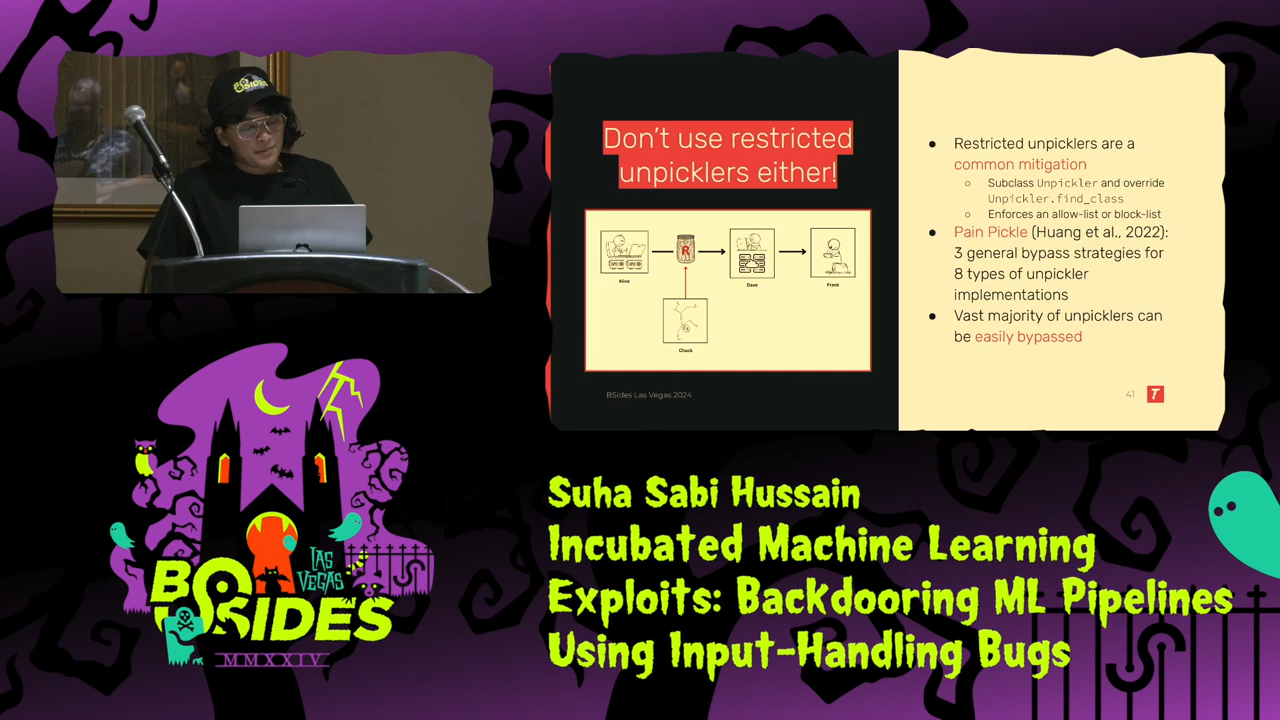 BSIDES
Don't use restricted
unpicklers either!
R
Alice
Dave
Frank
Chuck
BSides Las Vegas 2024
● Restricted unpicklers are a
common mitigation
○ Subclass Unpickler and override
Unpickler.find_class
○ Enforces an allow-list or block-list
● Pain Pickle (Huang et al., 2022):
3 general bypass strategies for
8 types of unpickler
implementations
● Vast majority of unpicklers can
be easily bypassed
41
T
BSIDES
LAS
VEGAS
MMXXIV
Suha Sabi Hussain
Incubated Machine Learning
Exploits: Backdooring ML Pipelines
Using Input-Handling Bugs